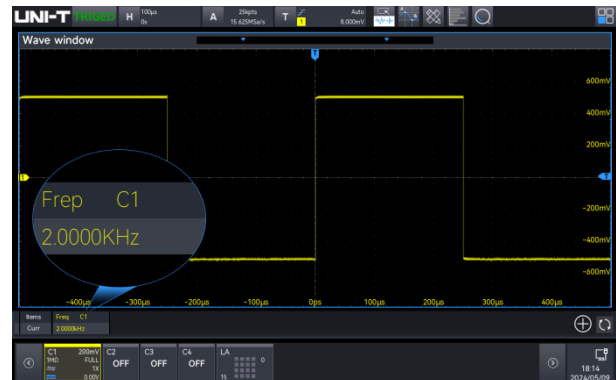 UNI-T TRIGED H 100μs 0s A 25kpts 15.625MSa/s T 1 Auto 8.000mV
Wave window
T
600mV
400mV
200mV
1
T
-200mV
-400mV
-600mV
Frep C1
2.0000KHz
-400μs -300μs -200μs -100μs 0ps 100μs 200μs 300μs 400μs
Items Freq C1
Curr 2.0000kHz
C1 200mV C2 C3 C4 LA
1MΩ FULL OFF OFF OFF 0
1X
0.00V 15
18:14
2024/05/09